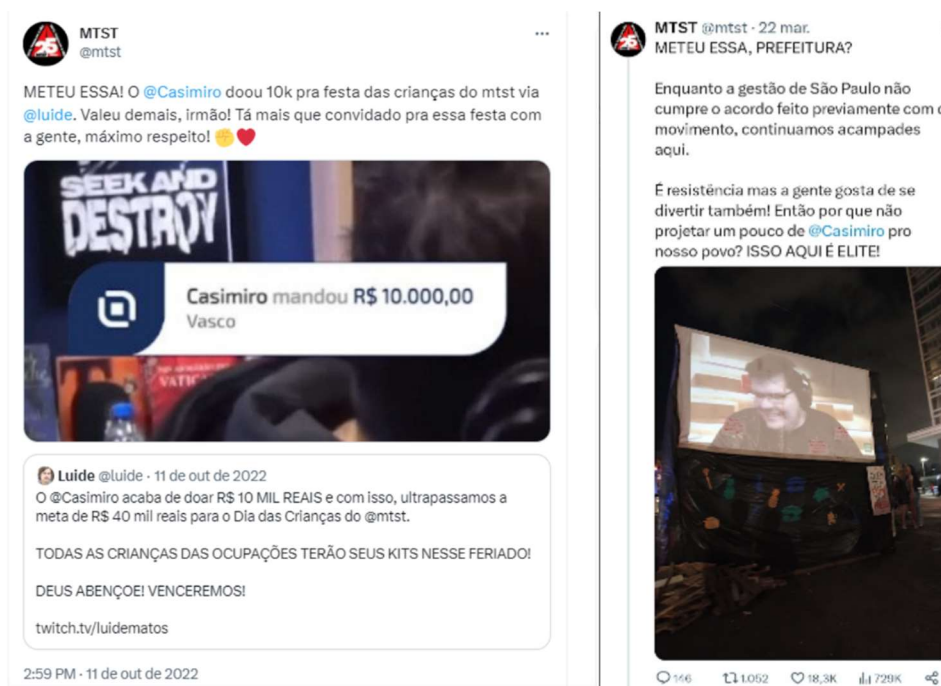 MTST
@mtst
METEU ESSA! O @Casimiro doou 10k pra festa das crianças do mtst via
@luide. Valeu demais, irmão! Tá mais que convidado pra essa festa com
a gente, máximo respeito! ✊❤️
SEEK AND
DESTROY
Casimiro mandou R$ 10.000,00
Vasco
Luide @luide · 11 de out de 2022
O @Casimiro acaba de doar R$ 10 MIL REAIS e com isso, ultrapassamos a
meta de R$ 40 mil reais para o Dia das Crianças do @mtst.
TODAS AS CRIANÇAS DAS OCUPAÇÕES TERÃO SEUS KITS NESSE FERIADO!
DEUS ABENÇOE! VENCEREMOS!
twitch.tv/luidematos
2:59 PM · 11 de out de 2022
MTST @mtst · 22 mar.
METEU ESSA, PREFEITURA?
Enquanto a gestão de São Paulo não
cumpre o acordo feito previamente com
movimento, continuamos acampades
aqui.
É resistência mas a gente gosta de se
divertir também! Então por que não
projetar um pouco de @Casimiro pro
nosso povo? ISSO AQUI É ELITE!
146 1.052 18,3K 729K